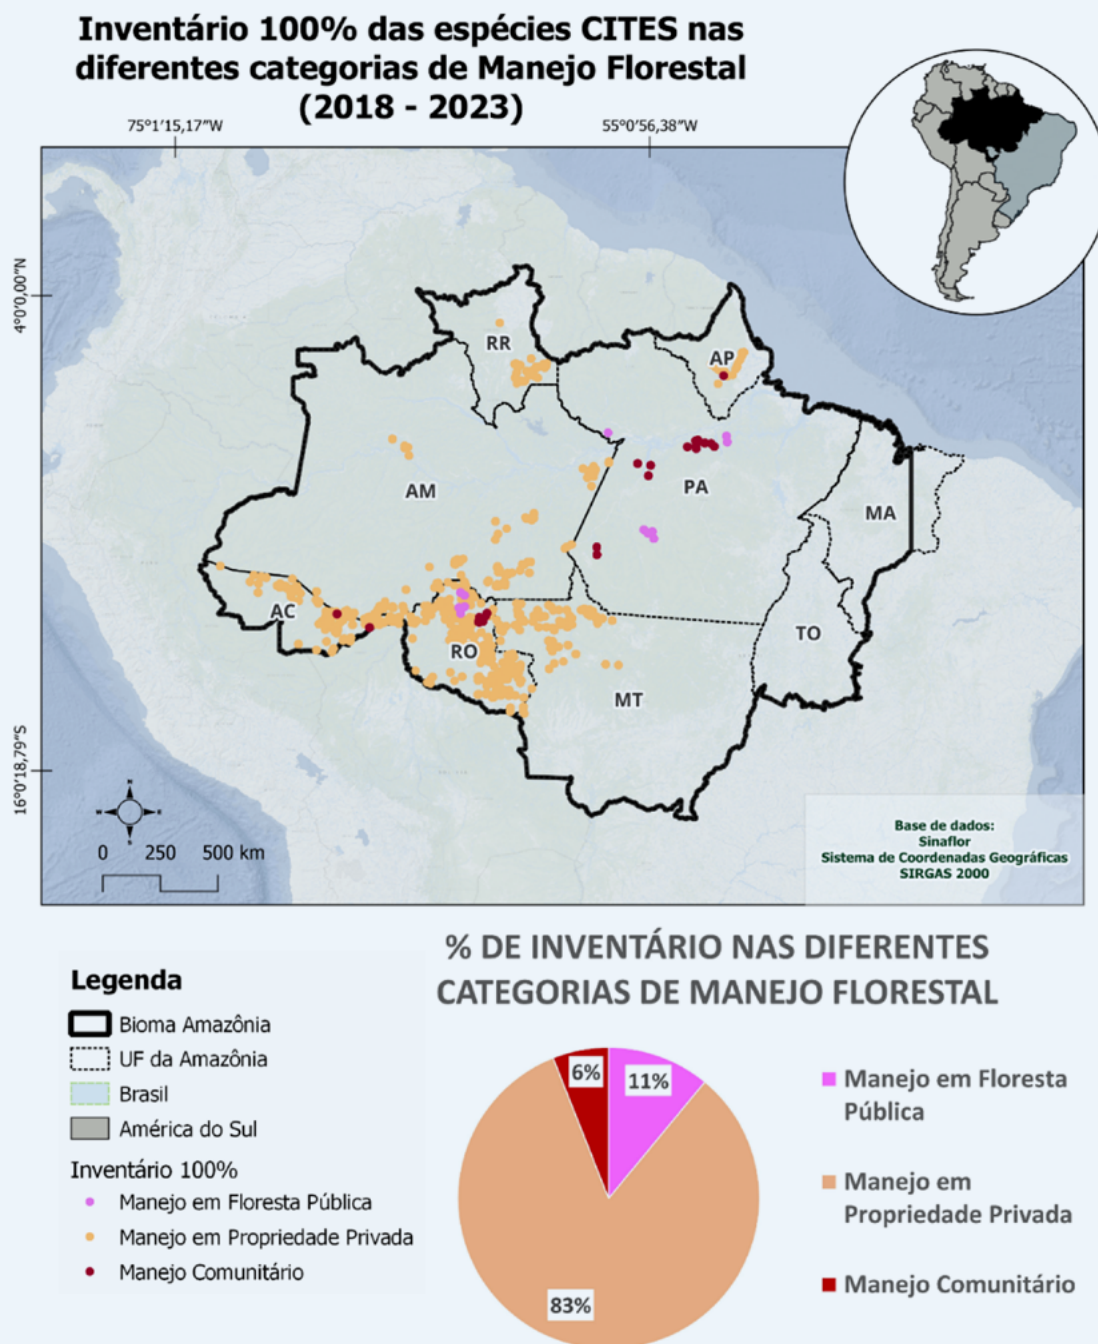 Inventário 100% das espécies CITES nas
diferentes categorias de Manejo Florestal
(2018 - 2023)
75°1'15,17"W
55°0'56,38"W
4°0'0,00"N
16°0'18,79"S
RR
AP
AM
PA
MA
AC
RO
TO
MT
N
W
E
S
0 250 500 km
Base de dados:
Sinaflor
Sistema de Coordenadas Geográficas
SIRGAS 2000
Legenda
Bioma Amazônia
UF da Amazônia
Brasil
América do Sul
Inventário 100%
Manejo em Floresta Pública
Manejo em Propriedade Privada
Manejo Comunitário
% DE INVENTÁRIO NAS DIFERENTES
CATEGORIAS DE MANEJO FLORESTAL
6%
11%
83%
Manejo em Floresta
Pública
Manejo em
Propriedade Privada
Manejo Comunitário